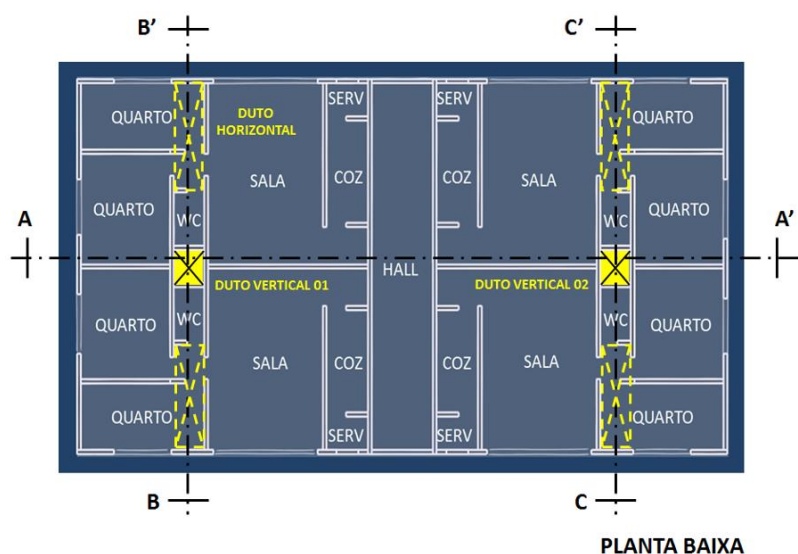 B’
C’
SERV
SERV
QUARTO
DUTO
HORIZONTAL
QUARTO
SALA
COZ
COZ
SALA
QUARTO
WC
WC
QUARTO
A
A’
HALL
DUTO VERTICAL 01
DUTO VERTICAL 02
QUARTO
WC
WC
QUARTO
SALA
COZ
COZ
SALA
QUARTO
QUARTO
SERV
SERV
B
C
PLANTA BAIXA